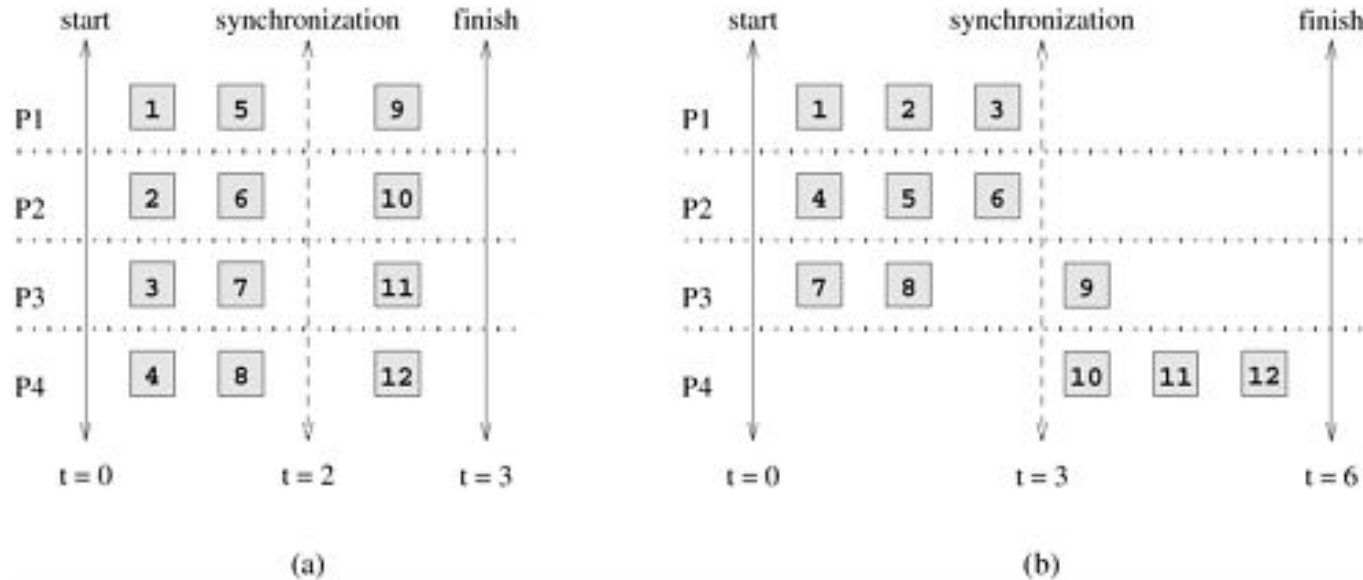 start synchronization finish
P1 1 5 9
P2 2 6 10
P3 3 7 11
P4 4 8 12
t = 0 t = 2 t = 3
(a)
start synchronization finish
P1 1 2 3
P2 4 5 6
P3 7 8 9
P4 10 11 12
t = 0 t = 3 t = 6
(b)